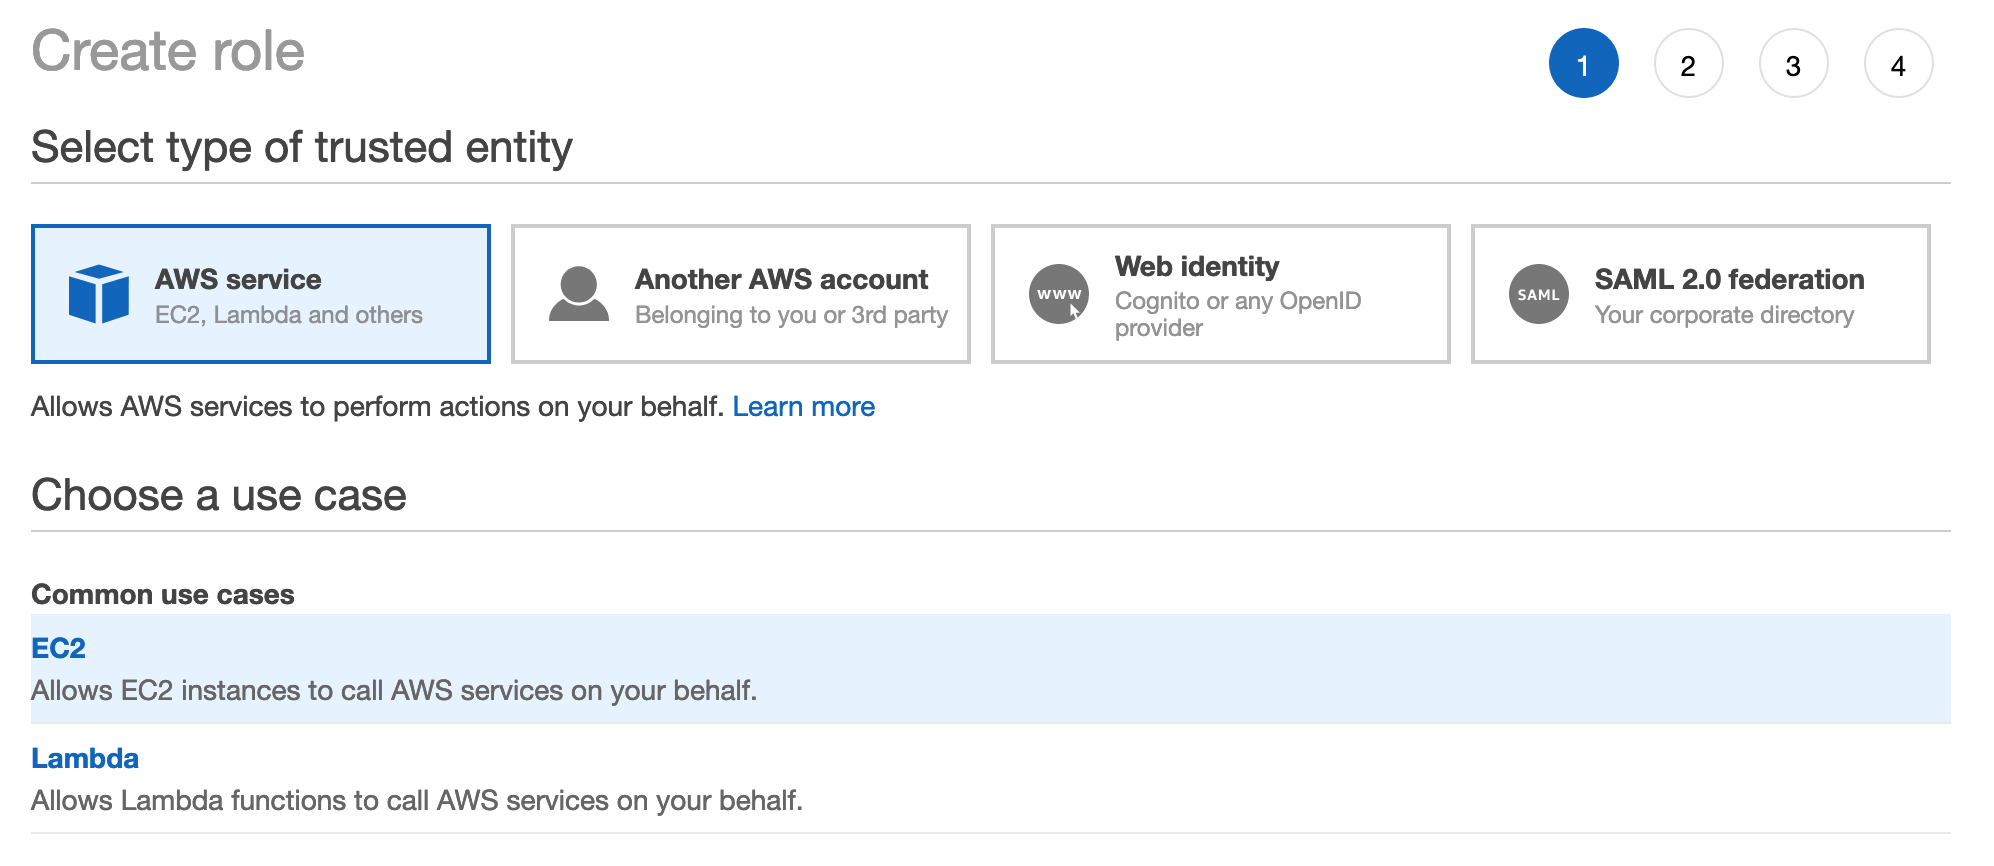 Create role
1 2 3 4
Select type of trusted entity
AWS service
EC2, Lambda and others
Another AWS account
Belonging to you or 3rd party
www
Web identity
Cognito or any OpenID
provider
SAML
SAML 2.0 federation
Your corporate directory
Allows AWS services to perform actions on your behalf. Learn more
Choose a use case
Common use cases
EC2
Allows EC2 instances to call AWS services on your behalf.
Lambda
Allows Lambda functions to call AWS services on your behalf.